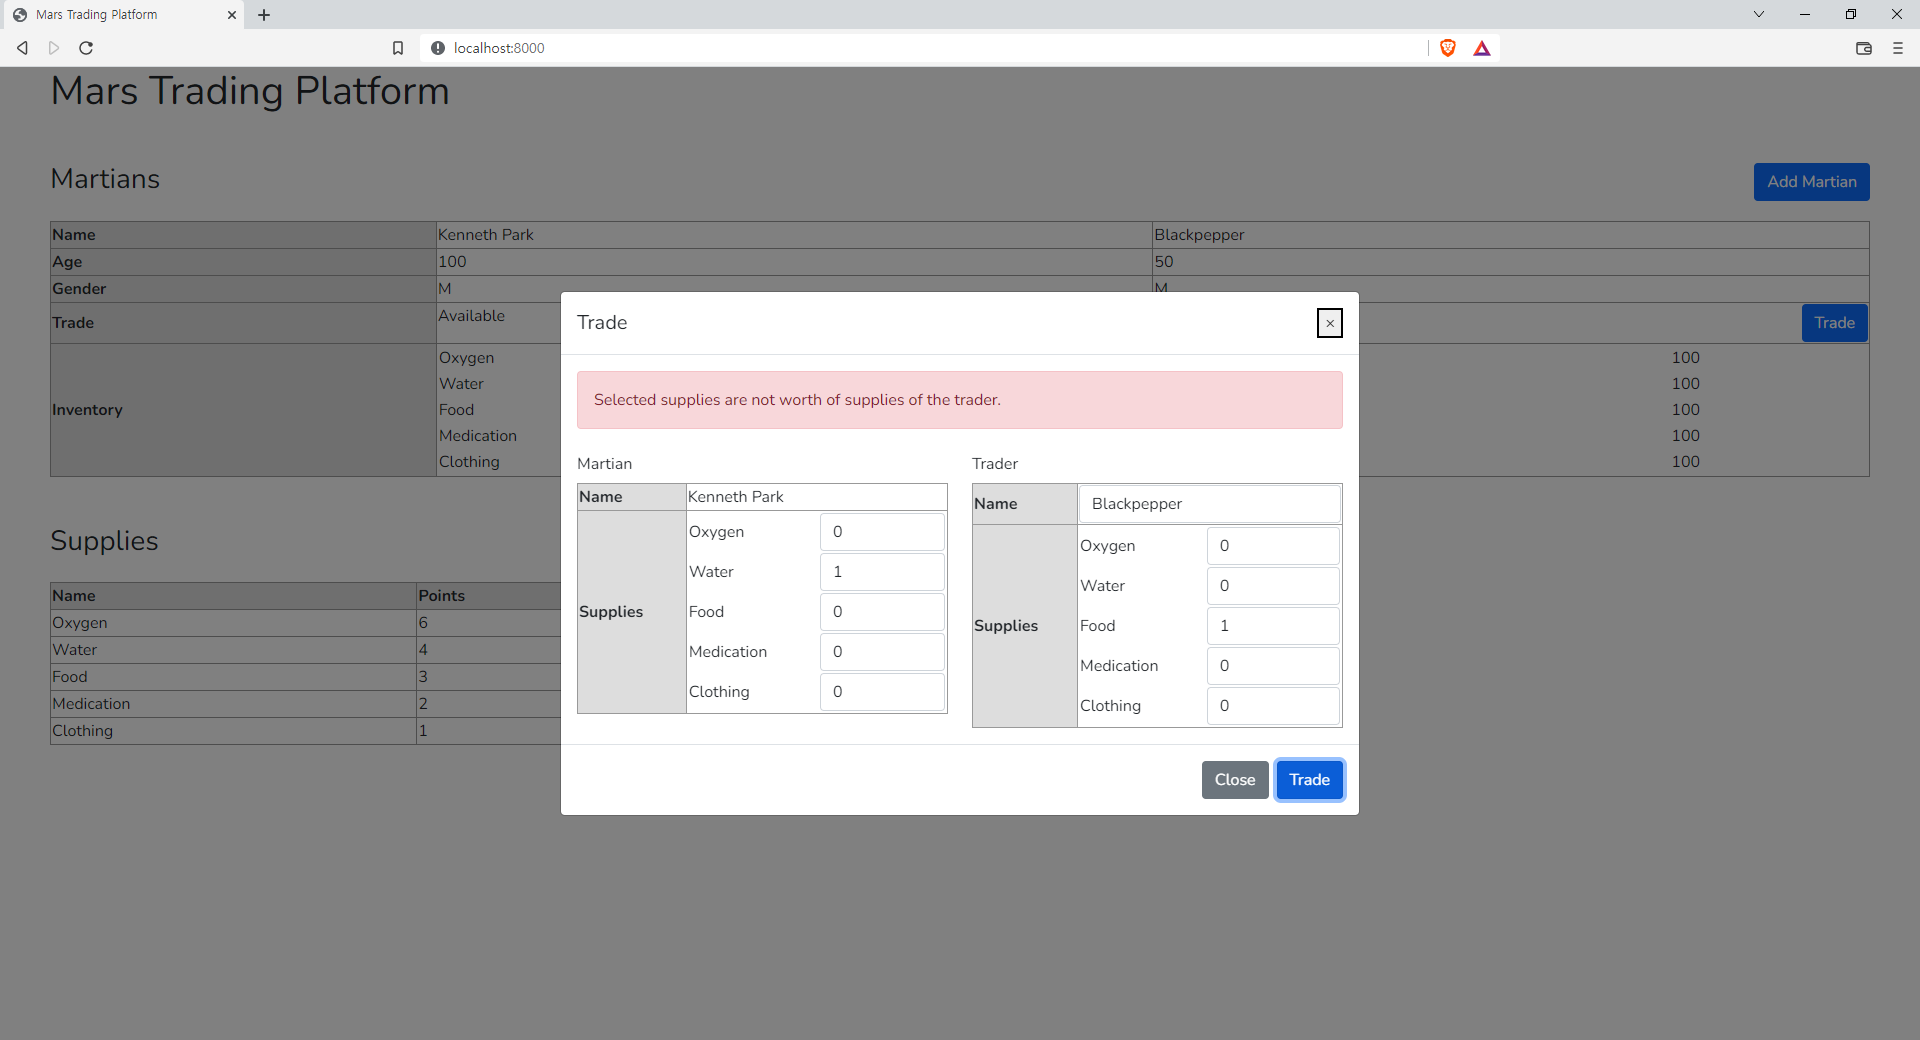 Mars Trading Platform
localhost:8000
Mars Trading Platform
Martians
Add Martian
Name Kenneth Park Blackpepper
Age 100 50
Gender M M
Trade Available Trade
Inventory
Oxygen 100
Water 100
Food 100
Medication 100
Clothing 100
Supplies
Name Points
Oxygen 6
Water 4
Food 3
Medication 2
Clothing 1
Trade
×
Selected supplies are not worth of supplies of the trader.
Martian
Name Kenneth Park
Supplies
Oxygen 0
Water 1
Food 0
Medication 0
Clothing 0
Trader
Name Blackpepper
Supplies
Oxygen 0
Water 0
Food 1
Medication 0
Clothing 0
Close Trade